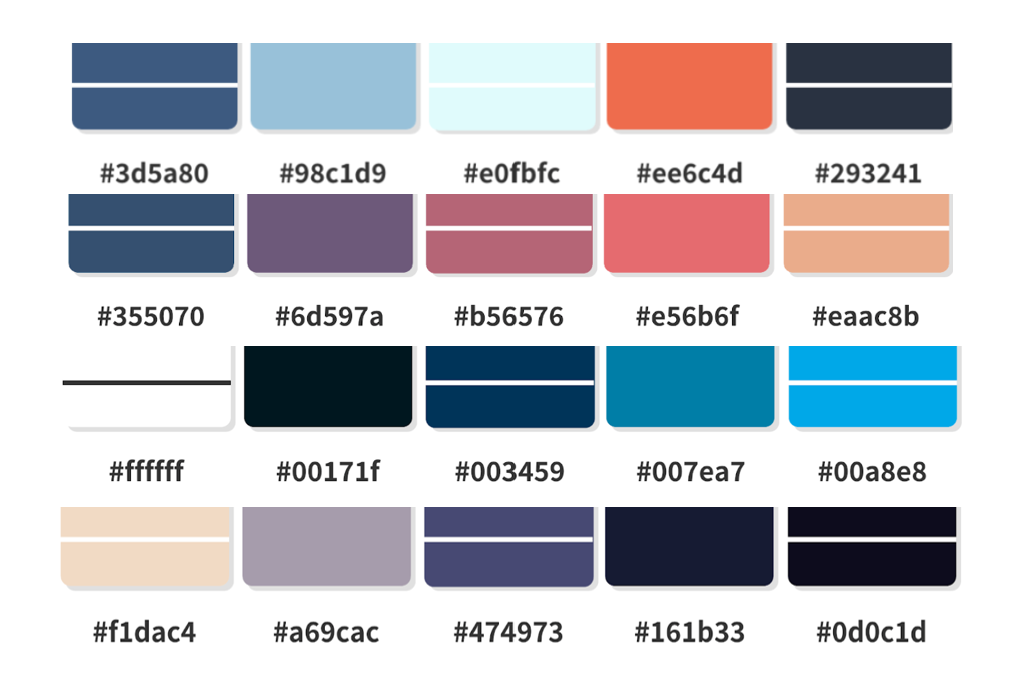 #3d5a80 #98c1d9 #e0fbfc #ee6c4d #293241
#355070 #6d597a #b56576 #e56b6f #eaac8b
#ffffff #00171f #003459 #007ea7 #00a8e8
#f1dac4 #a69cac #474973 #161b33 #0d0c1d